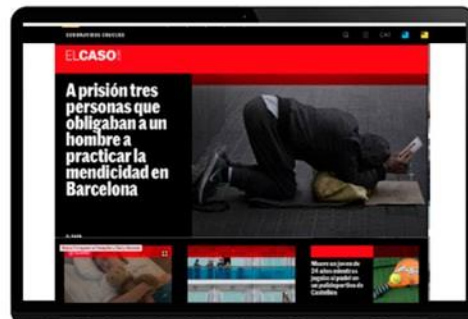 CAT
ELCASO
A prisión tres
personas que
obligaban a un
hombre a
practicar la
mendicidad en
Barcelona
Muere un joven de
24 años mientras
jugaba al pádel en
un polideportivo de
Castellón